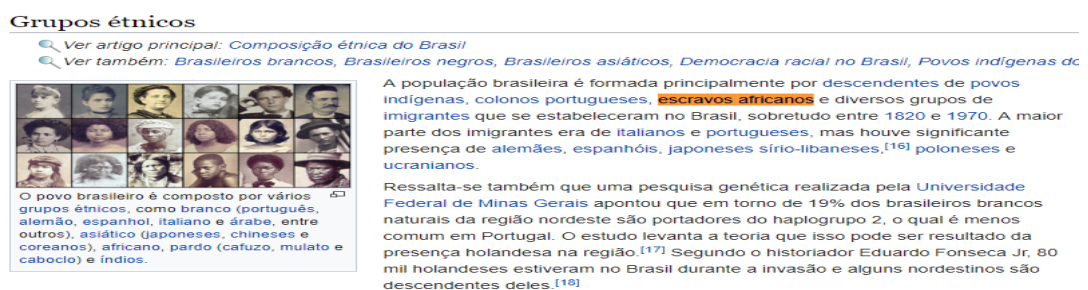 Grupos étnicos
Ver artigo principal: Composição étnica do Brasil
Ver também: Brasileiros brancos, Brasileiros negros, Brasileiros asiáticos, Democracia racial no Brasil, Povos indígenas do
O povo brasileiro é composto por vários
grupos étnicos, como branco (português,
alemão, espanhol, italiano e árabe, entre
outros), asiático (japoneses, chineses e
coreanos), africano, pardo (cafuzo, mulato e
caboclo) e índios.
A população brasileira é formada principalmente por descendentes de povos
indígenas, colonos portugueses, escravos africanos e diversos grupos de
imigrantes que se estabeleceram no Brasil, sobretudo entre 1820 e 1970. A maior
parte dos imigrantes era de italianos e portugueses, mas houve significante
presença de alemães, espanhóis, japoneses sírio-libaneses,[16] poloneses e
ucranianos.
Ressalta-se também que uma pesquisa genética realizada pela Universidade
Federal de Minas Gerais apontou que em torno de 19% dos brasileiros brancos
naturais da região nordeste são portadores do haplogrupo 2, o qual é menos
comum em Portugal. O estudo levanta a teoria que isso pode ser resultado da
presença holandesa na região.[17] Segundo o historiador Eduardo Fonseca Jr, 80
mil holandeses estiveram no Brasil durante a invasão e alguns nordestinos são
descendentes deles.[18]